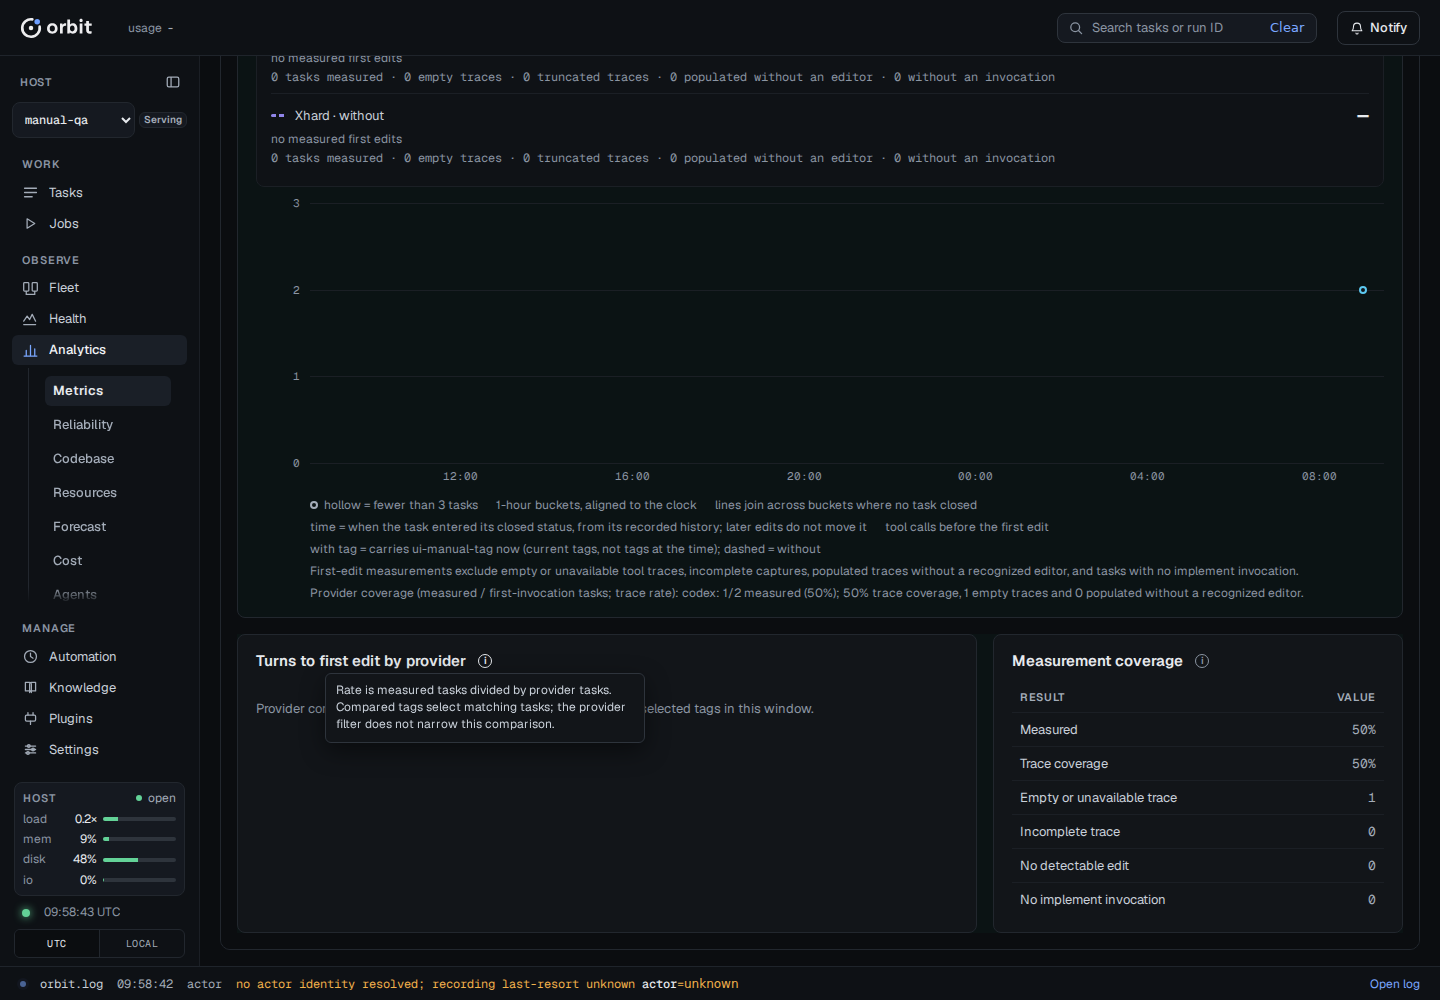 orbit
usage -
Search tasks or run ID
Clear
Notify
HOST
manual-qa
Serving
WORK
Tasks
Jobs
OBSERVE
Fleet
Health
Analytics
Metrics
Reliability
Codebase
Resources
Forecast
Cost
Agents
MANAGE
Automation
Knowledge
Plugins
Settings
HOST open
load 0.2×
mem 9%
disk 48%
io 0%
09:58:43 UTC
UTC LOCAL
no measured first edits
0 tasks measured · 0 empty traces · 0 truncated traces · 0 populated without an editor · 0 without an invocation
Xhard · without —
no measured first edits
0 tasks measured · 0 empty traces · 0 truncated traces · 0 populated without an editor · 0 without an invocation
3
2
1
0
12:00 16:00 20:00 00:00 04:00 08:00
hollow = fewer than 3 tasks 1-hour buckets, aligned to the clock lines join across buckets where no task closed
time = when the task entered its closed status, from its recorded history; later edits do not move it tool calls before the first edit
with tag = carries ui-manual-tag now (current tags, not tags at the time); dashed = without
First-edit measurements exclude empty or unavailable tool traces, incomplete captures, populated traces without a recognized editor, and tasks with no implement invocation.
Provider coverage (measured / first-invocation tasks; trace rate): codex: 1/2 measured (50%); 50% trace coverage, 1 empty traces and 0 populated without a recognized editor.
Turns to first edit by provider
Rate is measured tasks divided by provider tasks.
Compared tags select matching tasks; the provider
filter does not narrow this comparison.
Provider selected tags in this window.
Measurement coverage
RESULT VALUE
Measured 50%
Trace coverage 50%
Empty or unavailable trace 1
Incomplete trace 0
No detectable edit 0
No implement invocation 0
orbit.log 09:58:42 actor no actor identity resolved; recording last-resort unknown actor=unknown
Open log